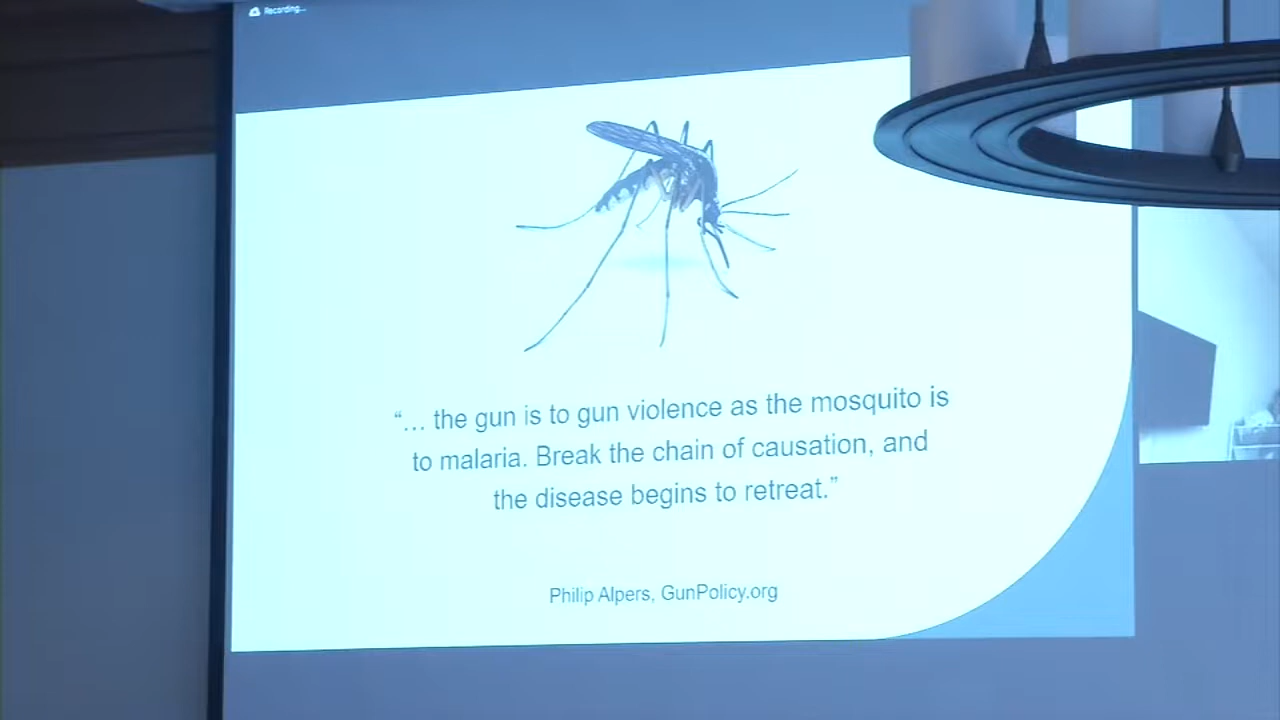 Recording...
“... the gun is to gun violence as the mosquito is
to malaria. Break the chain of causation, and
the disease begins to retreat.”
Philip Alpers, GunPolicy.org